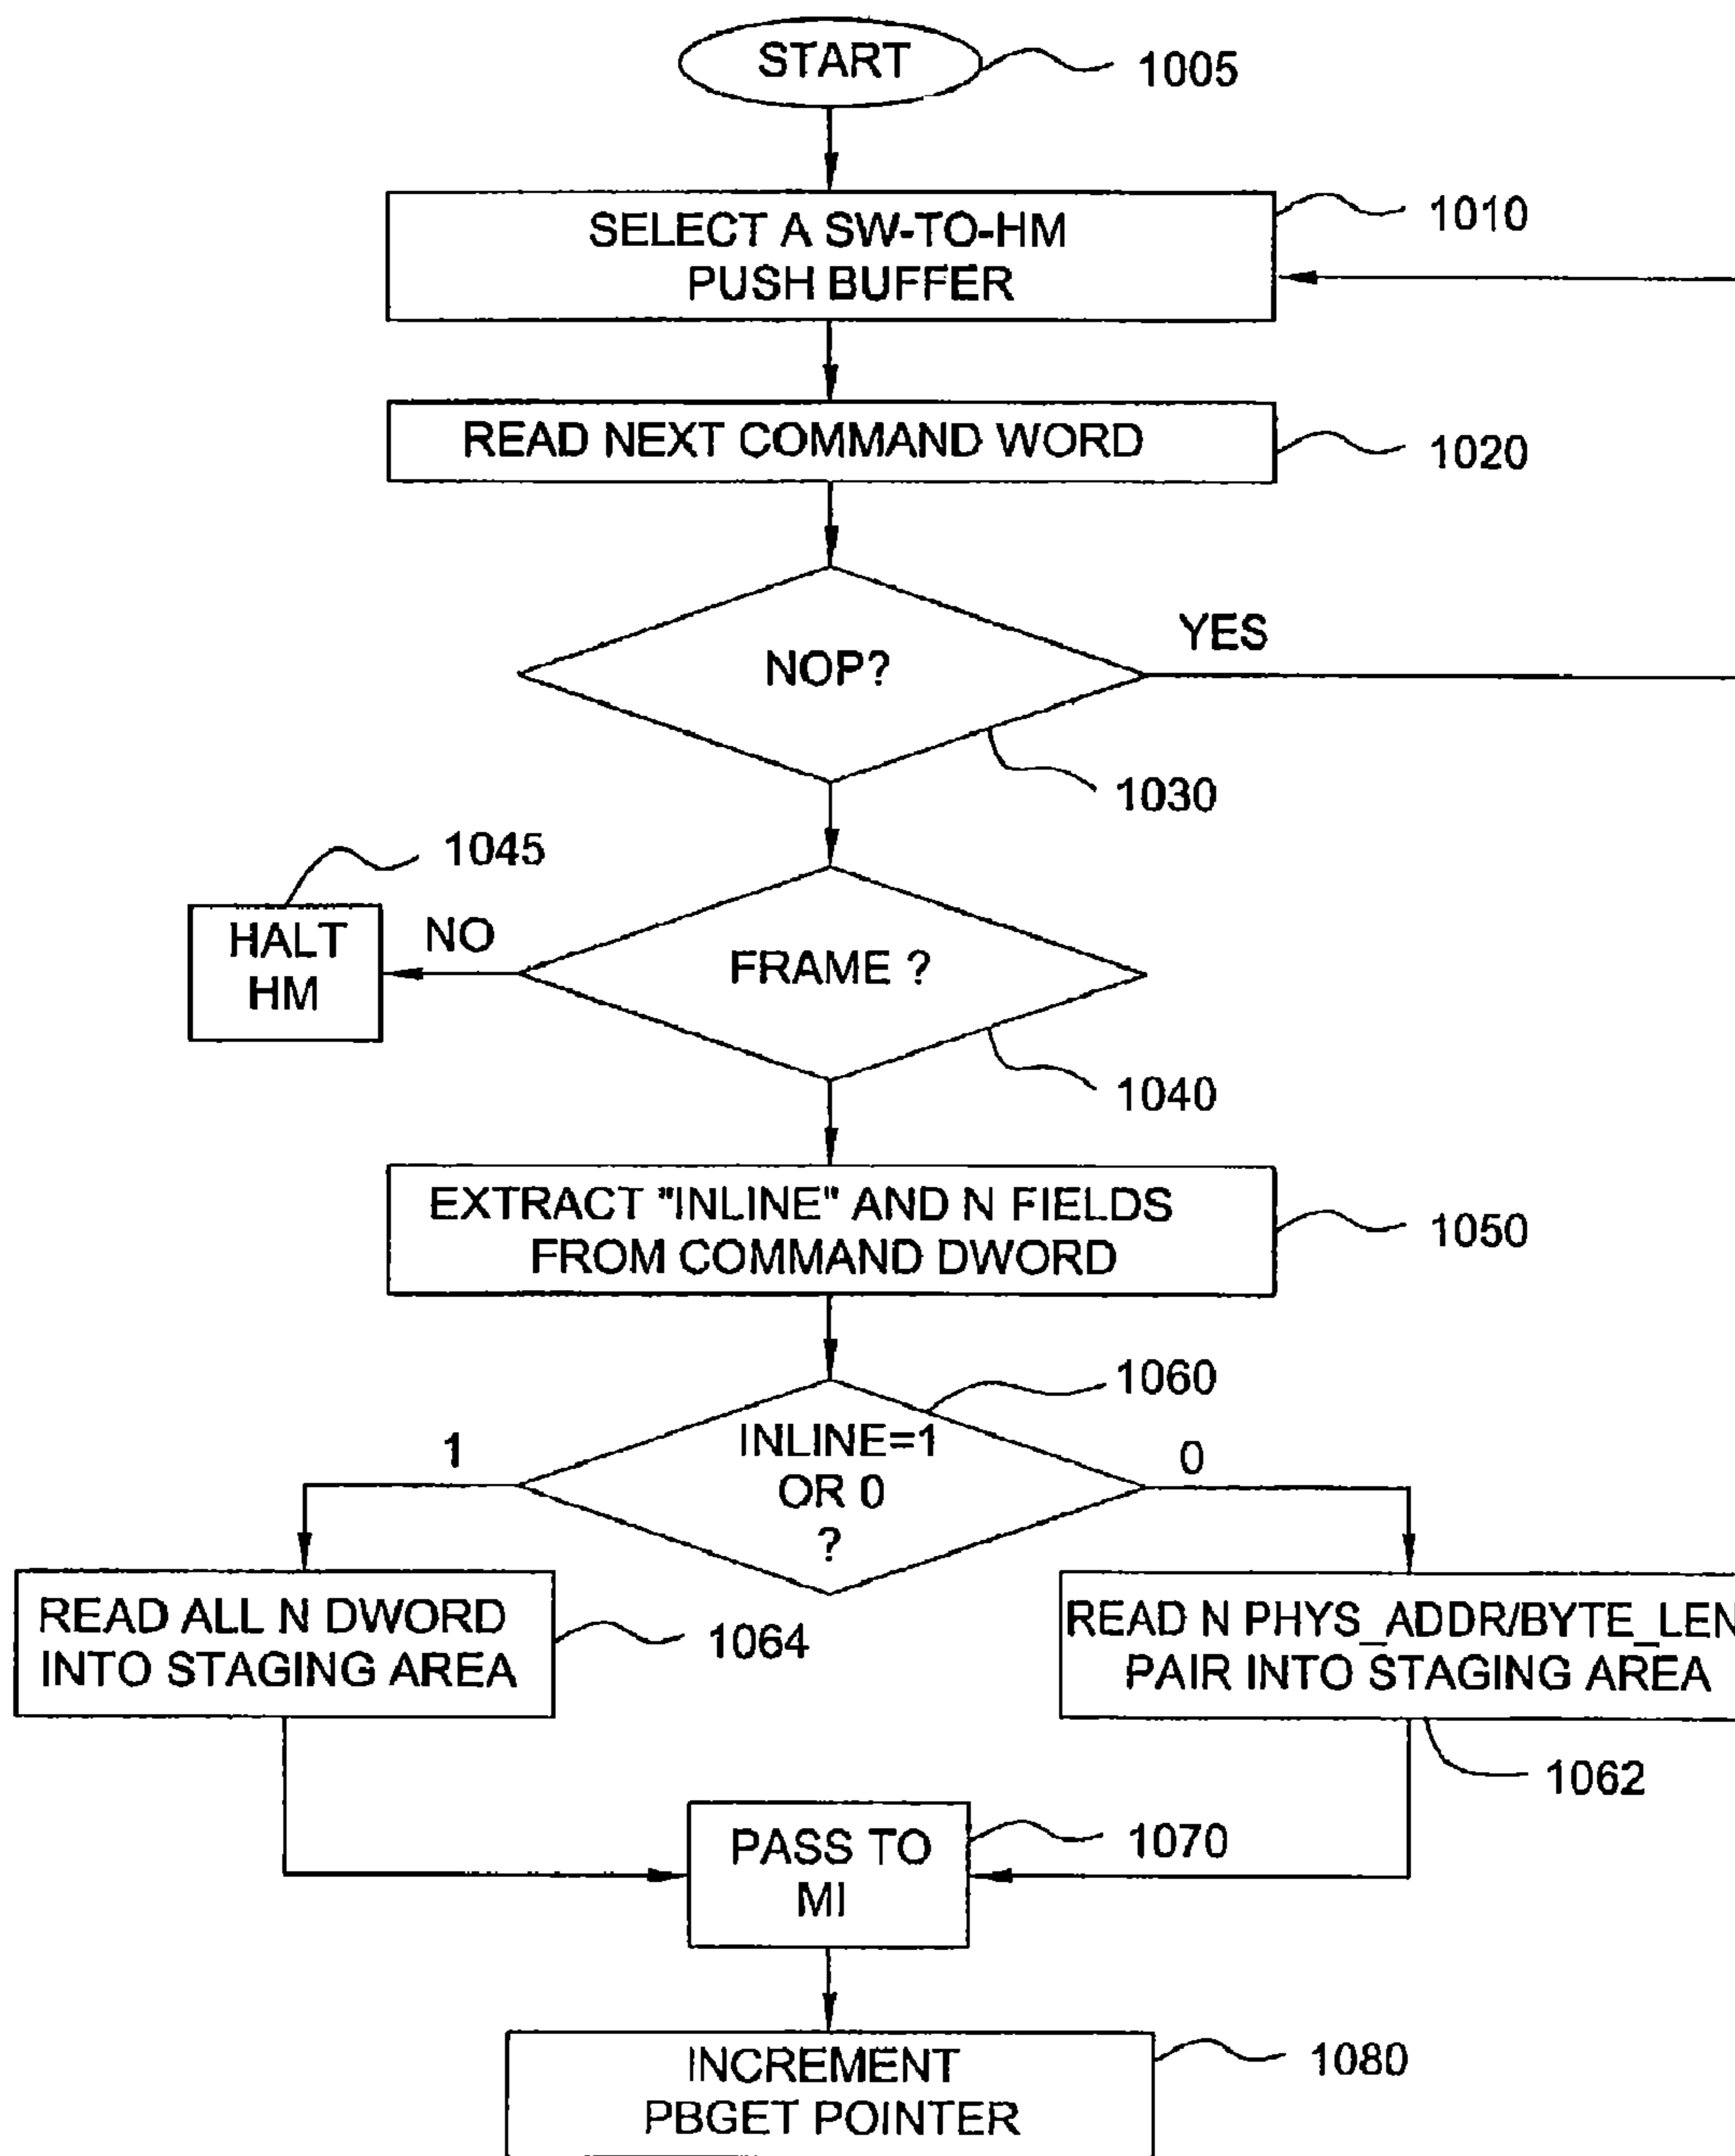 START
1005
SELECT A SW-TO-HM
PUSH BUFFER
1010
READ NEXT COMMAND WORD
1020
NOP?
YES
1030
1045
HALT
HM
NO
FRAME ?
1040
EXTRACT "INLINE" AND N FIELDS
FROM COMMAND DWORD
1050
1060
INLINE=1
OR 0
?
1
0
READ ALL N DWORD
INTO STAGING AREA
1064
READ N PHYS_ADDR/BYTE_LEN
PAIR INTO STAGING AREA
1062
PASS TO
MI
1070
INCREMENT
PBGET POINTER
1080